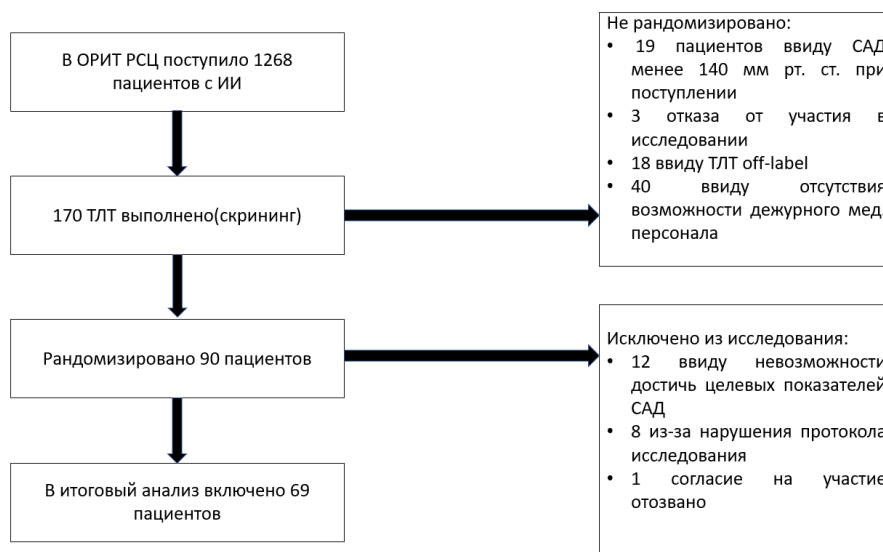 В ОРИТ РСЦ поступило 1268
пациентов с ИИ
170 ТЛТ выполнено(скрининг)
Рандомизировано 90 пациентов
В итоговый анализ включено 69
пациентов
Не рандомизировано:
• 19 пациентов ввиду САД
менее 140 мм рт. ст. при
поступлении
• 3 отказа от участия в
исследовании
• 18 ввиду ТЛТ off-label
• 40 ввиду отсутствия
возможности дежурного мед.
персонала
Исключено из исследования:
• 12 ввиду невозможности
достичь целевых показателей
САД
• 8 из-за нарушения протокола
исследования
• 1 согласие на участие
отозвано